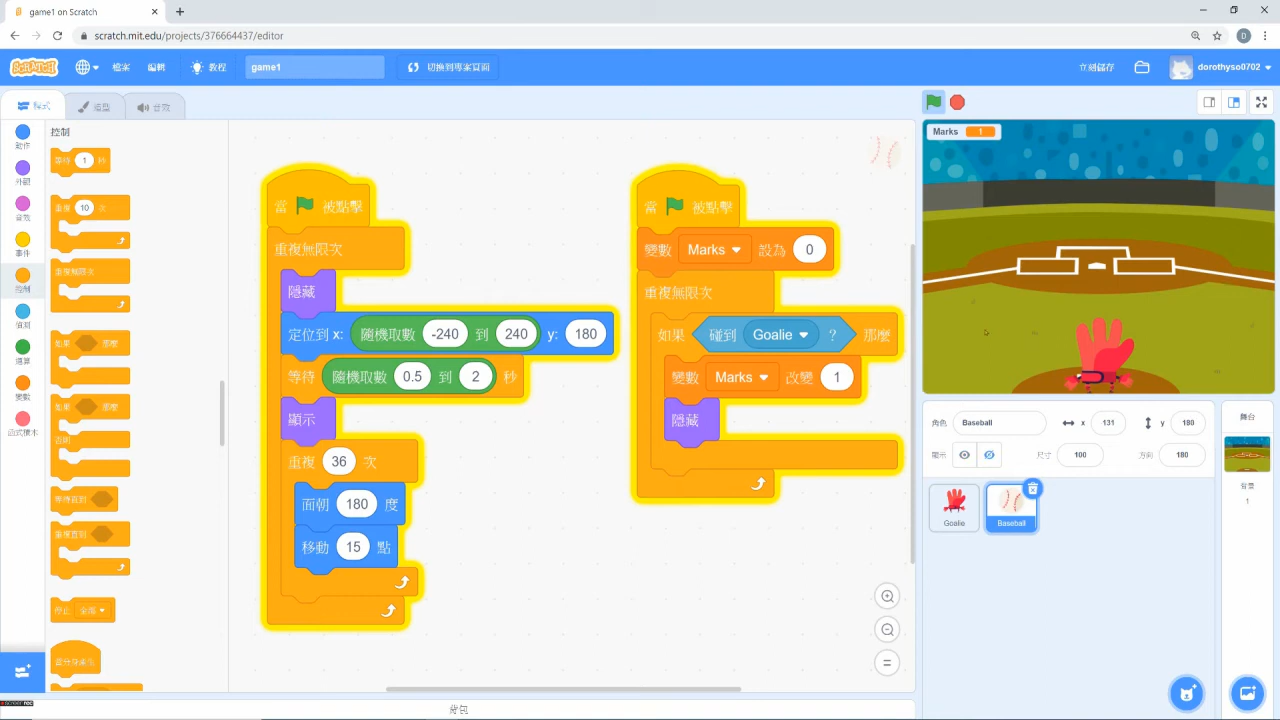 game1 on Scratch
scratch.mit.edu/projects/376664437/editor
D
SCRATCH
檔案
編輯
教程
game1
切換到專案頁面
立刻儲存
dorothyso0702
程式
造型
音效
動作
外觀
音效
事件
控制
偵測
運算
變數
函式積木
控制
等待 1 秒
重複 10 次
重複無限次
如果 那麼
如果 那麼
否則
等待直到
重複直到
停止 全部
當 被點擊
重複無限次
隱藏
定位到 x: 隨機取數 -240 到 240 y: 180
等待 隨機取數 0.5 到 2 秒
顯示
重複 36 次
面朝 180 度
移動 15 點
當 被點擊
變數 Marks 設為 0
重複無限次
如果 碰到 Goalie ? 那麼
變數 Marks 改變 1
隱藏
Marks 1
角色 Baseball x 131 y 180
顯示 尺寸 100 方向 180
Goalie
Baseball
舞台
背景
1
背包